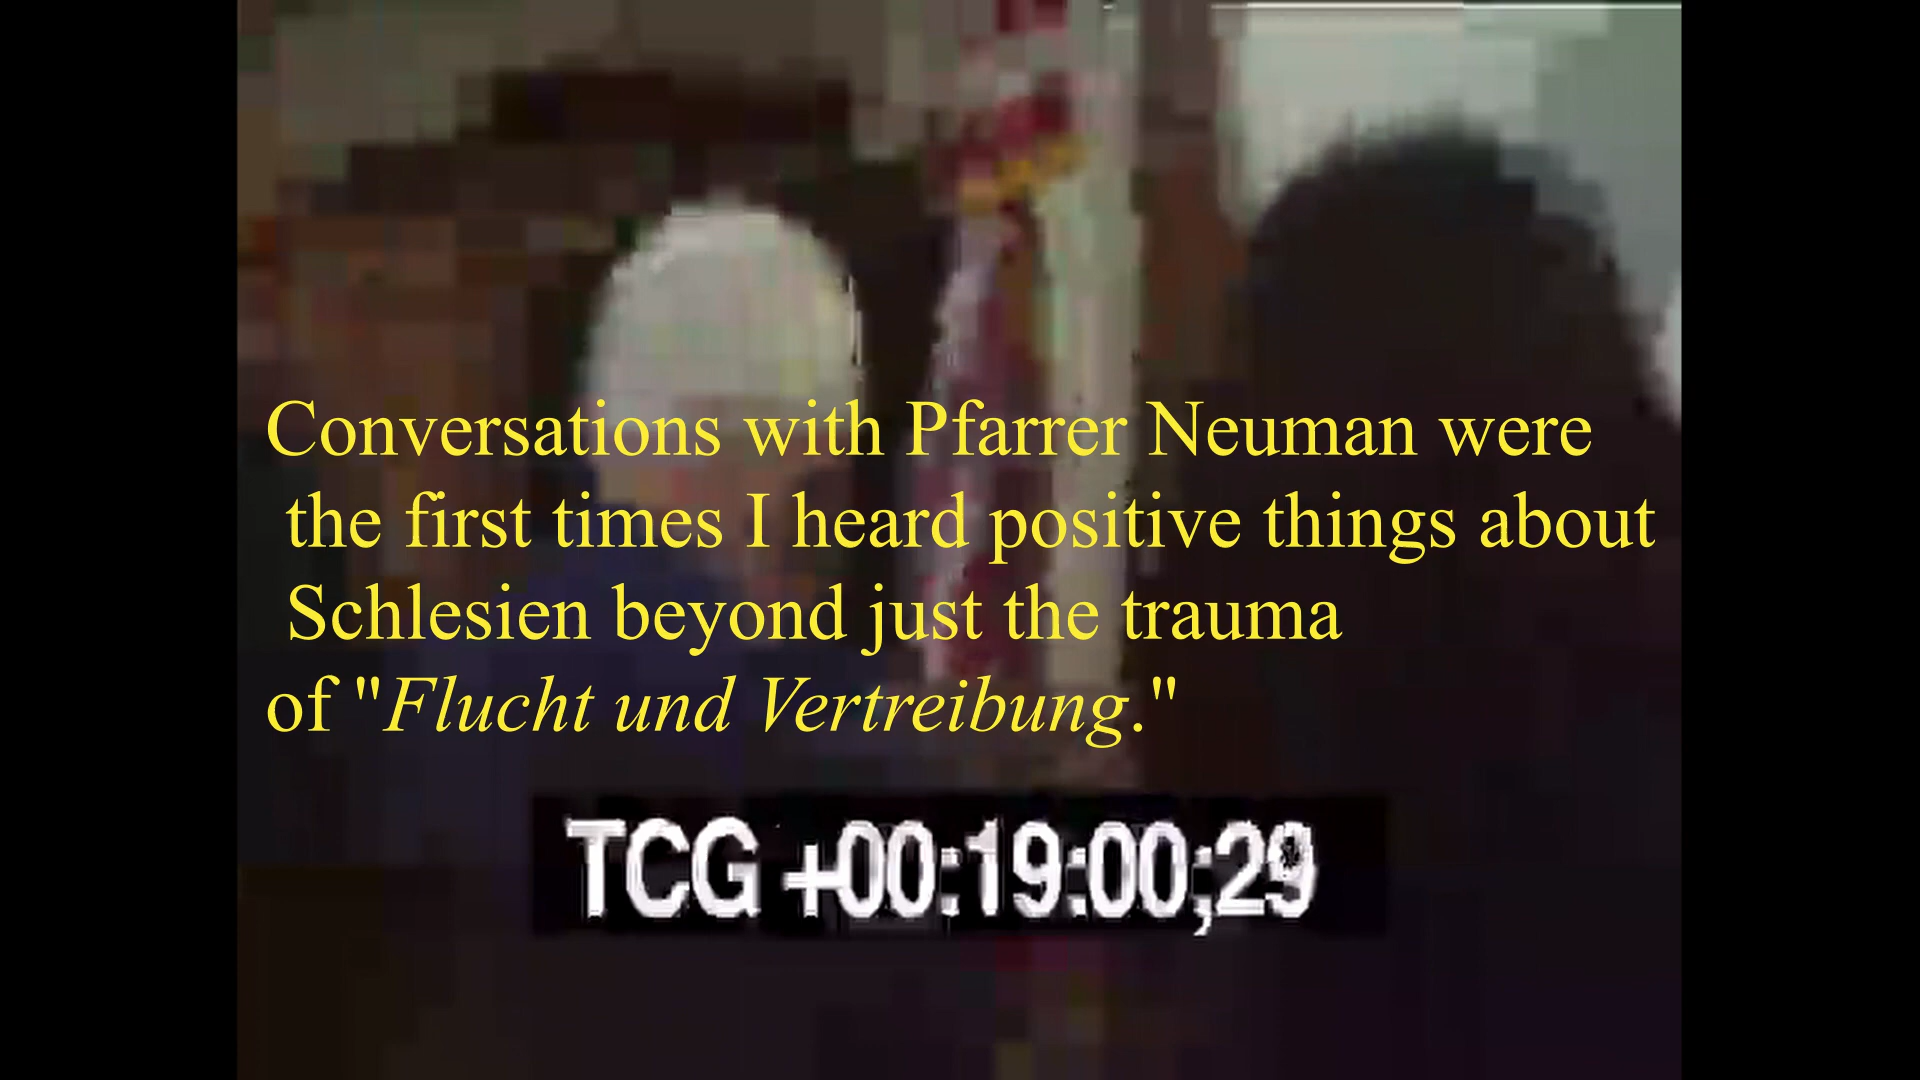 Conversations with Pfarrer Neuman were
the first times I heard positive things about
Schlesien beyond just the trauma
of "Flucht und Vertreibung."
TCG +00:19:00;29